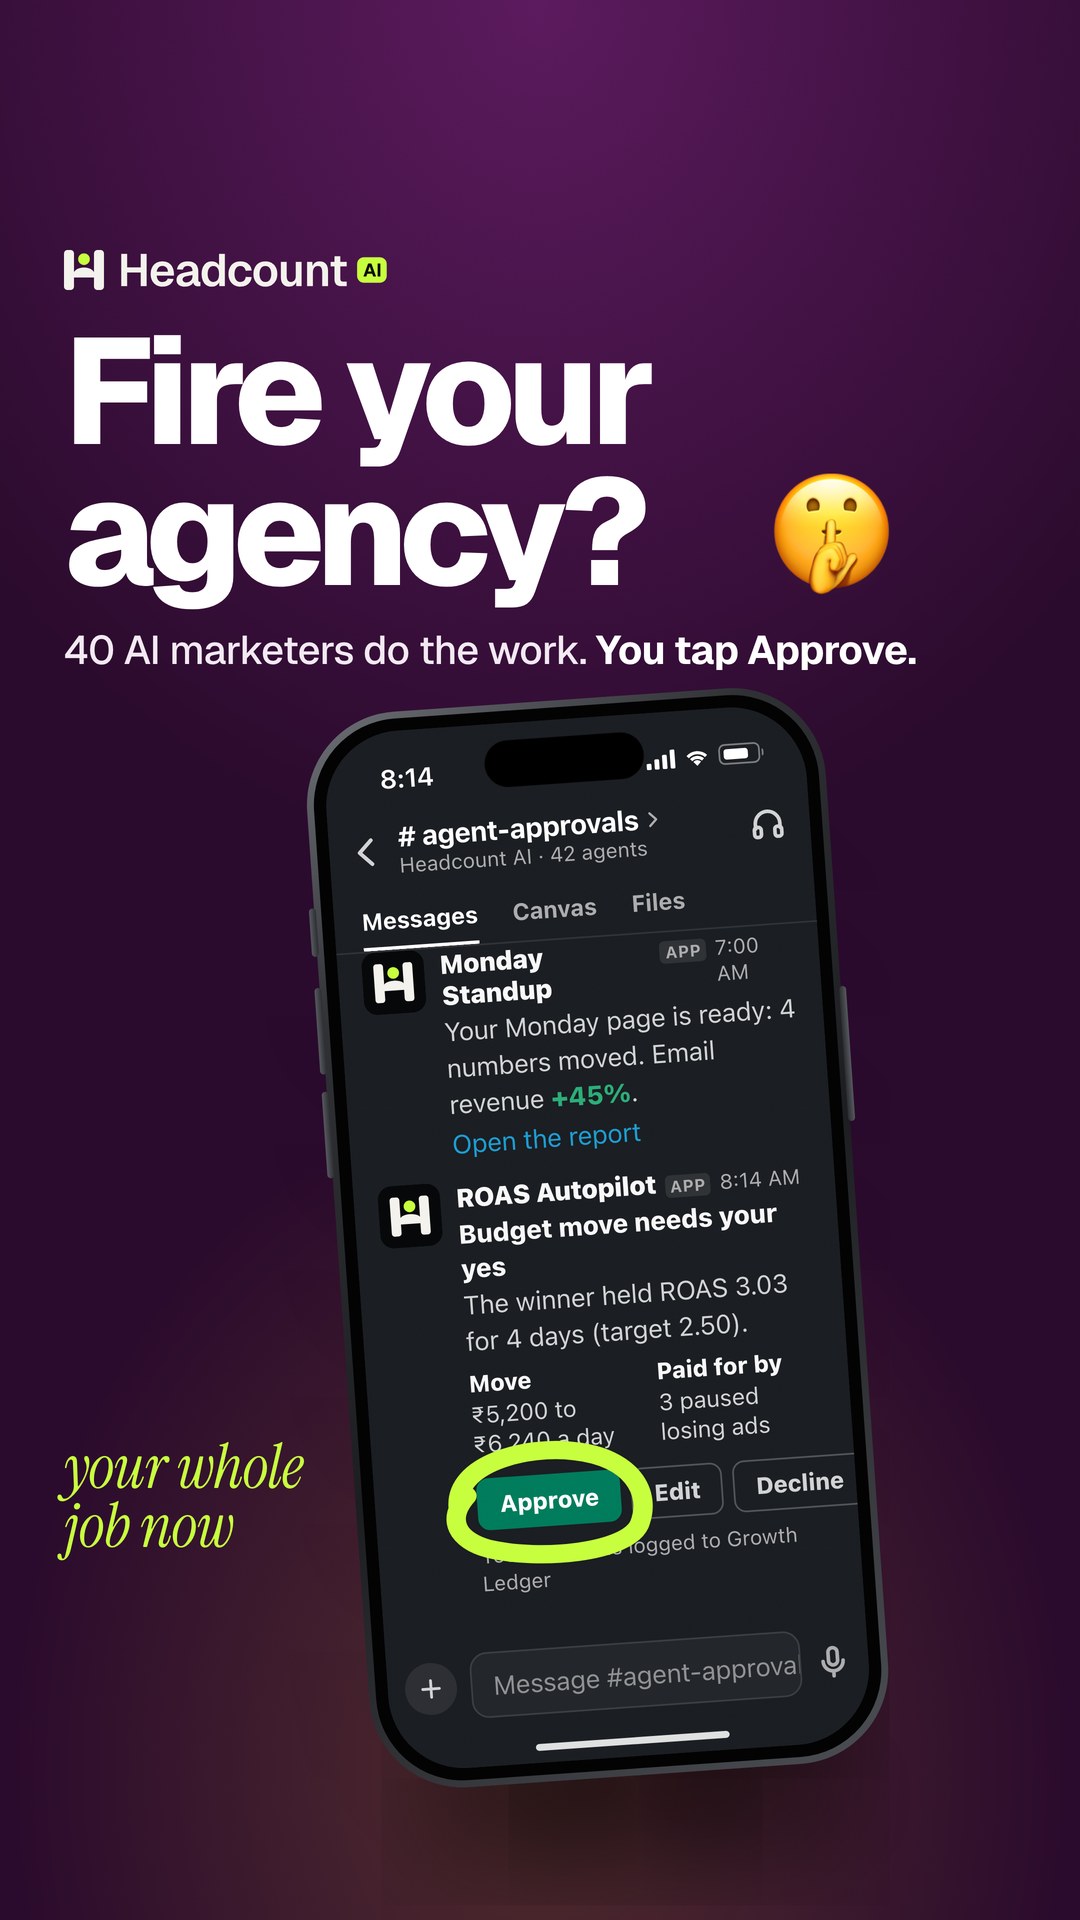 Headcount AI
Fire your
agency?
40 AI marketers do the work. You tap Approve.
8:14
# agent-approvals
Headcount AI · 42 agents
Messages Canvas Files
Monday APP 7:00
Standup AM
Your Monday page is ready: 4
numbers moved. Email
revenue +45%.
Open the report
ROAS Autopilot APP 8:14 AM
Budget move needs your
yes
The winner held ROAS 3.03
for 4 days (target 2.50).
Move Paid for by
₹5,200 to 3 paused
₹6,240 a day losing ads
Approve Edit Decline
logged to Growth
Ledger
your whole
job now
Message #agent-approval